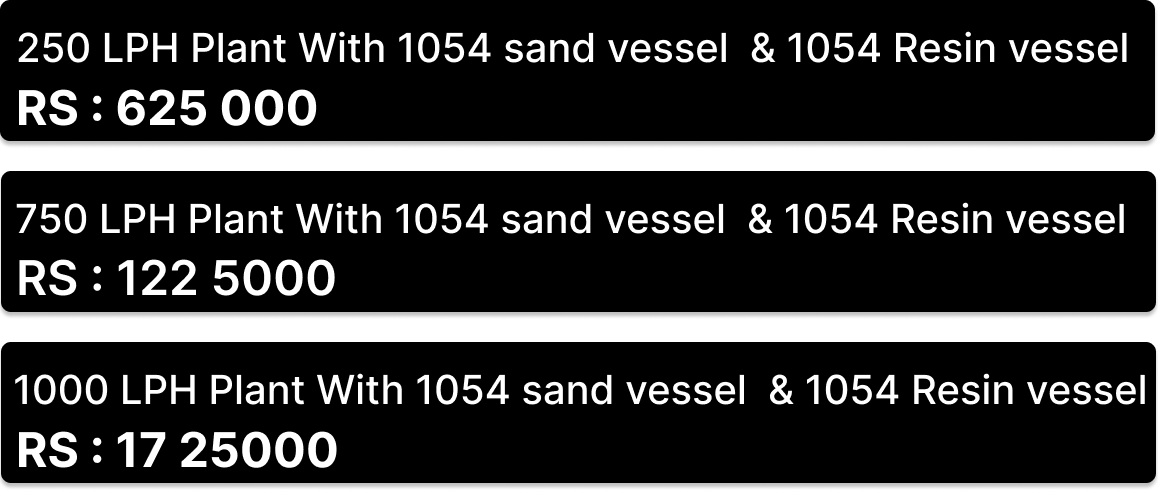 250 LPH Plant With 1054 sand vessel  & 1054 Resin vessel
RS : 625 000
750 LPH Plant With 1054 sand vessel  & 1054 Resin vessel
RS : 122 5000
1000 LPH Plant With 1054 sand vessel  & 1054 Resin vessel
RS : 17 25000